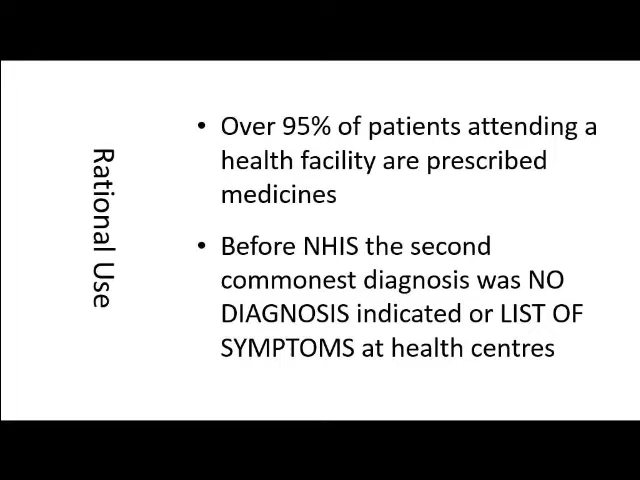 Rational Use
• Over 95% of patients attending a
health facility are prescribed
medicines
• Before NHIS the second
commonest diagnosis was NO
DIAGNOSIS indicated or LIST OF
SYMPTOMS at health centres